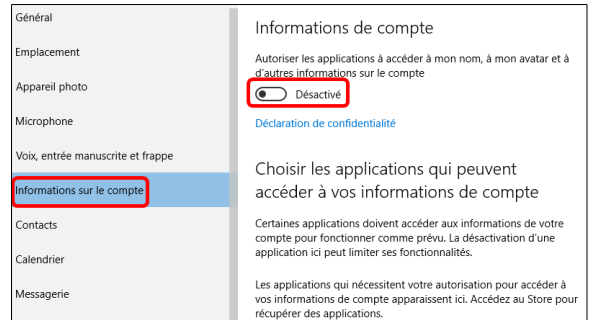 Général
Emplacement
Appareil photo
Microphone
Voix, entrée manuscrite et frappe
Informations sur le compte
Contacts
Calendrier
Messagerie
Informations de compte
Autoriser les applications à accéder à mon nom, à mon avatar et à
d'autres informations sur le compte
Désactivé
Déclaration de confidentialité
Choisir les applications qui peuvent
accéder à vos informations de compte
Certaines applications doivent accéder aux informations de votre
compte pour fonctionner comme prévu. La désactivation d'une
application ici peut limiter ses fonctionnalités.
Les applications qui nécessitent votre autorisation pour accéder à
vos informations de compte apparaissent ici. Accédez au Store pour
récupérer des applications.